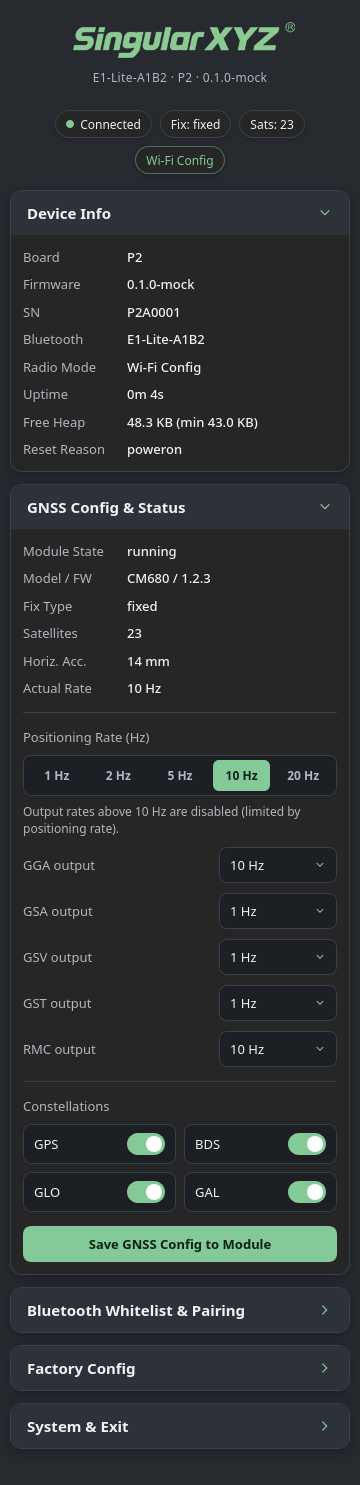 SingularXYZ ®
E1-Lite-A1B2 · P2 · 0.1.0-mock
Connected
Fix: fixed
Sats: 23
Wi-Fi Config
Device Info
Board P2
Firmware 0.1.0-mock
SN P2A0001
Bluetooth E1-Lite-A1B2
Radio Mode Wi-Fi Config
Uptime 0m 4s
Free Heap 48.3 KB (min 43.0 KB)
Reset Reason poweron
GNSS Config & Status
Module State running
Model / FW CM680 / 1.2.3
Fix Type fixed
Satellites 23
Horiz. Acc. 14 mm
Actual Rate 10 Hz
Positioning Rate (Hz)
1 Hz 2 Hz 5 Hz 10 Hz 20 Hz
Output rates above 10 Hz are disabled (limited by
positioning rate).
GGA output 10 Hz
GSA output 1 Hz
GSV output 1 Hz
GST output 1 Hz
RMC output 10 Hz
Constellations
GPS BDS
GLO GAL
Save GNSS Config to Module
Bluetooth Whitelist & Pairing
Factory Config
System & Exit